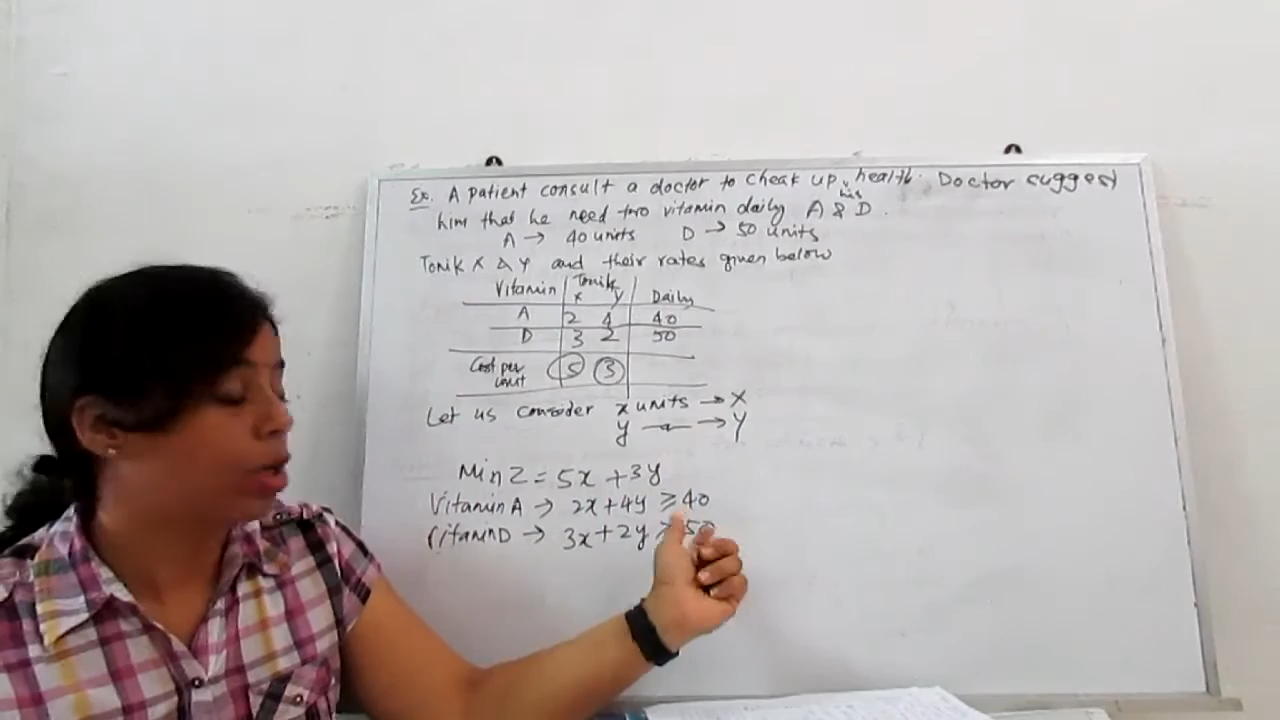 Ex. A patient consult a doctor to cheak up his health. Doctor suggest
him that he need two vitamin daily A & D.
A → 40 units D → 50 units
Tonik X & Y and their rates given below
Vitamin Tonik Daily
x y
A 2 4 40
D 3 2 50
Cost per unit 5 3
Let us consider x units → X
y → Y
Min Z = 5x + 3y
Vitamin A → 2x + 4y ≥ 40
Vitamin D → 3x + 2y ≥ 50